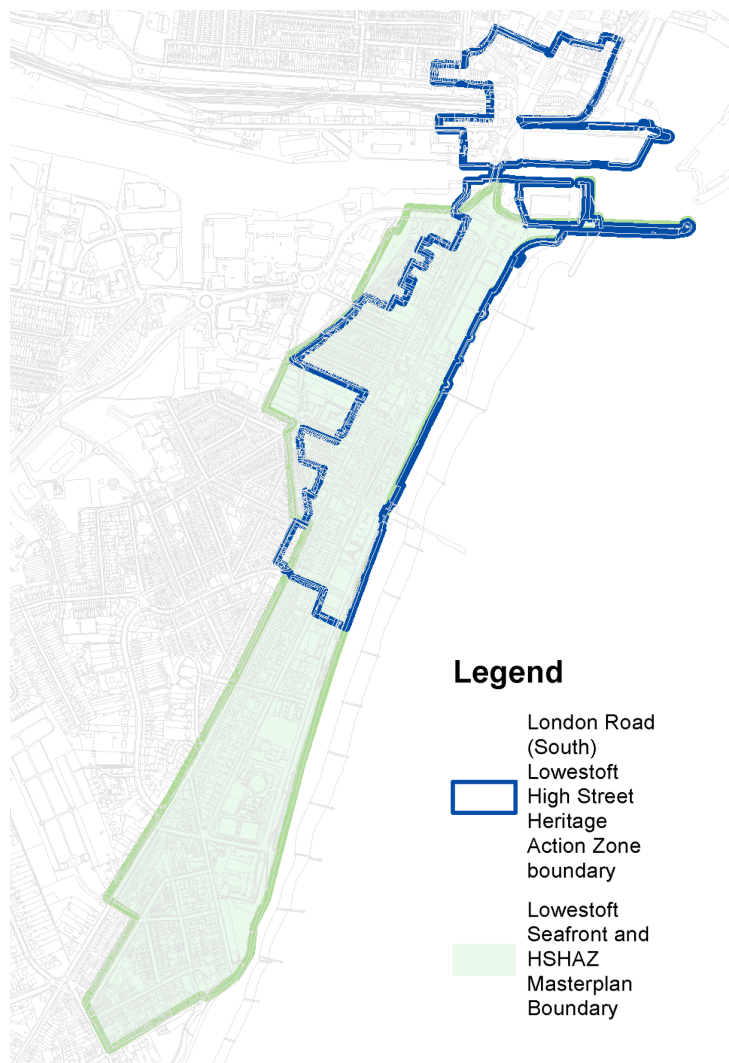 Legend
London Road
(South)
Lowestoft
High Street
Heritage
Action Zone
boundary
Lowestoft
Seafront and
HSHAZ
Masterplan
Boundary